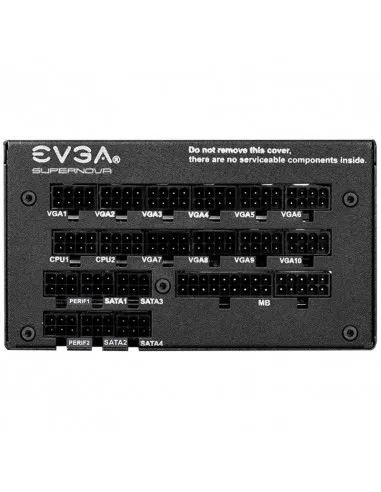 EVGA®
SUPERNOVA
Do not remove this cover,
there are no serviceable components inside.
VGA1 VGA2 VGA3 VGA4 VGA5 VGA6
CPU1 CPU2 VGA7 VGA8 VGA9 VGA10
PERIF1 SATA1 SATA3 MB
PERIF2 SATA2 SATA4